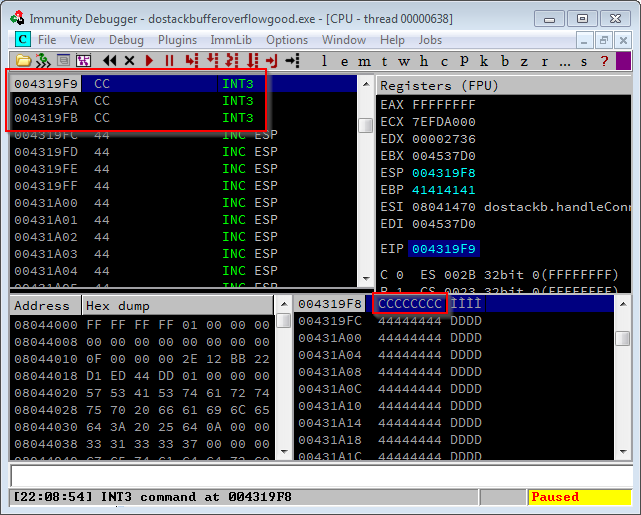 Immunity Debugger - dostackbufferoverflowgood.exe - [CPU - thread 00000638]
C File View Debug Plugins ImmLib Options Window Help Jobs
l e m t w h c p k b z r ... s ?
004319F9 CC INT3
004319FA CC INT3
004319FB CC INT3
004319FC 44 INC ESP
004319FD 44 INC ESP
004319FE 44 INC ESP
004319FF 44 INC ESP
00431A00 44 INC ESP
00431A01 44 INC ESP
00431A02 44 INC ESP
00431A03 44 INC ESP
00431A04 44 INC ESP
00431A05 44 INC ESP
Registers (FPU)
EAX FFFFFFFF
ECX 7EFDA000
EDX 00002736
EBX 004537D0
ESP 004319F8
EBP 41414141
ESI 08041470 dostackb.handleConn
EDI 004537D0
EIP 004319F9
C 0 ES 002B 32bit 0(FFFFFFFF)
P 1 CS 0023 32bit 0(FFFFFFFF)
Address Hex dump
08044000 FF FF FF FF 01 00 00 00
08044008 00 00 00 00 00 00 00 00
08044010 0F 00 00 00 2E 12 BB 22
08044018 D1 ED 44 DD 01 00 00 00
08044020 57 53 41 53 74 61 72 74
08044028 75 70 20 66 61 69 6C 65
08044030 64 3A 20 25 64 0A 00 00
08044038 33 31 33 33 37 00 00 00
004319F8 CCCCCCCC ÌÌÌÌ
004319FC 44444444 DDDD
00431A00 44444444 DDDD
00431A04 44444444 DDDD
00431A08 44444444 DDDD
00431A0C 44444444 DDDD
00431A10 44444444 DDDD
00431A14 44444444 DDDD
00431A18 44444444 DDDD
00431A1C 44444444 DDDD
[22:08:54] INT3 command at 004319F8
Paused